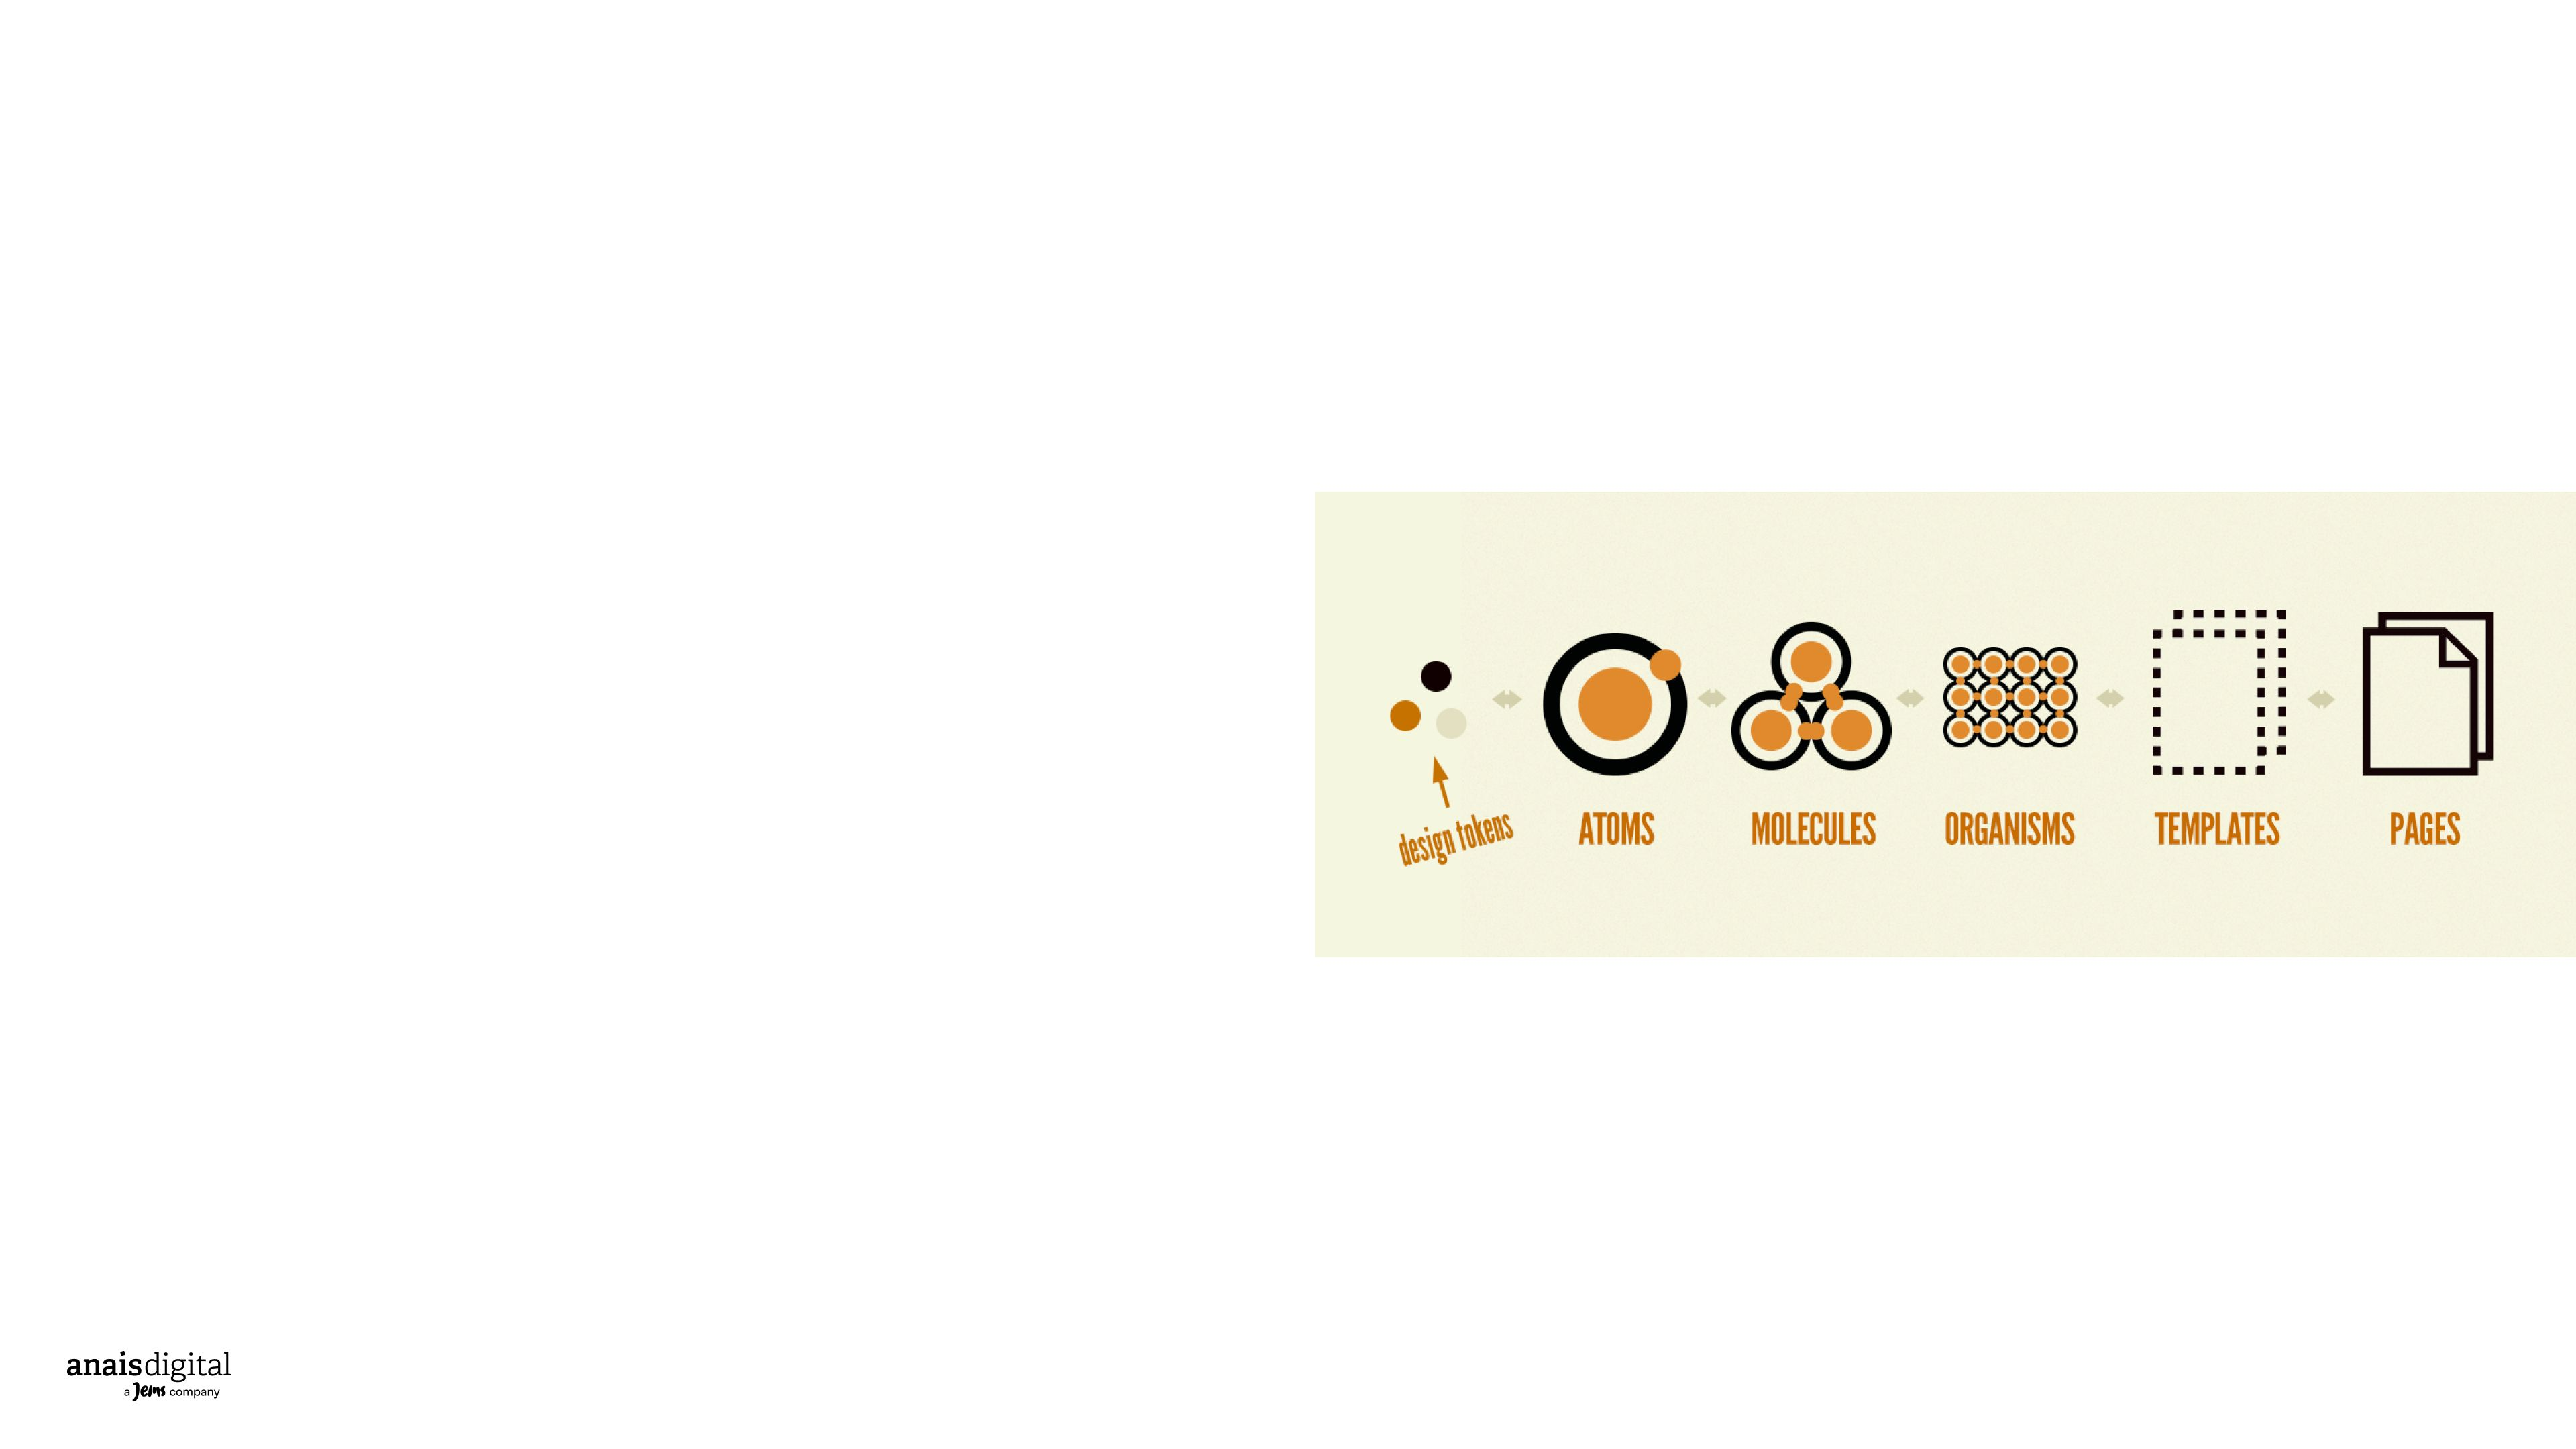 design tokens
ATOMS
MOLECULES
ORGANISMS
TEMPLATES
PAGES
anaisdigital
a Jems company